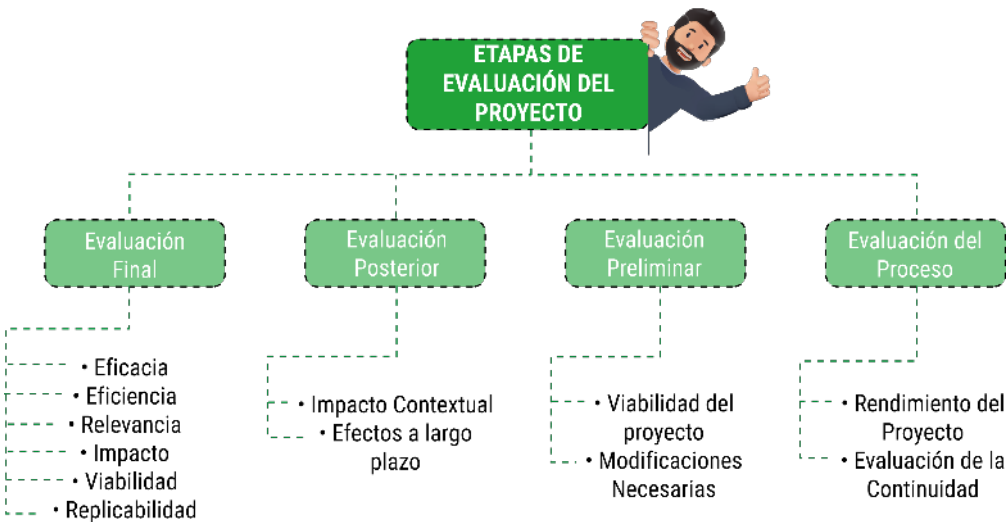 ETAPAS DE
EVALUACIÓN DEL
PROYECTO
Evaluación
Final
• Eficacia
• Eficiencia
• Relevancia
• Impacto
• Viabilidad
• Replicabilidad
Evaluación
Posterior
• Impacto Contextual
• Efectos a largo
plazo
Evaluación
Preliminar
• Viabilidad del
proyecto
• Modificaciones
Necesarias
Evaluación del
Proceso
• Rendimiento del
Proyecto
• Evaluación de la
Continuidad